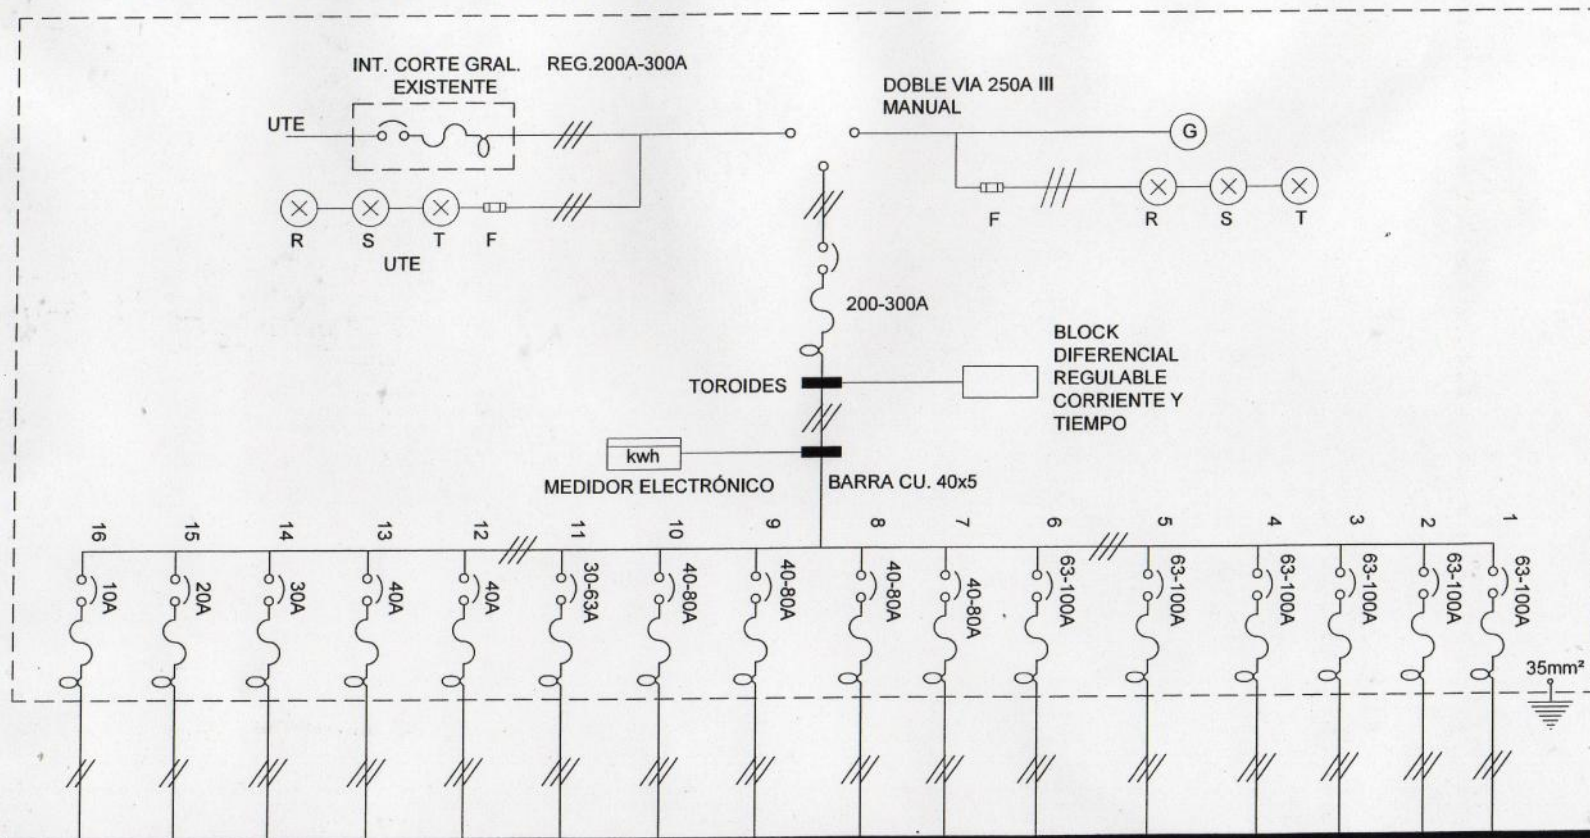 INT. CORTE GRAL.
EXISTENTE
REG.200A-300A
DOBLE VIA 250A III
MANUAL
UTE
G
R
S
T
F
UTE
F
R
S
T
200-300A
TOROIDES
BLOCK
DIFERENCIAL
REGULABLE
CORRIENTE Y
TIEMPO
kwh
MEDIDOR ELECTRÓNICO
BARRA CU. 40x5
16
15
14
13
12
11
10
9
8
7
6
5
4
3
2
1
10A
20A
30A
40A
40A
30-63A
40-80A
40-80A
40-80A
40-80A
63-100A
63-100A
63-100A
63-100A
63-100A
63-100A
35mm²